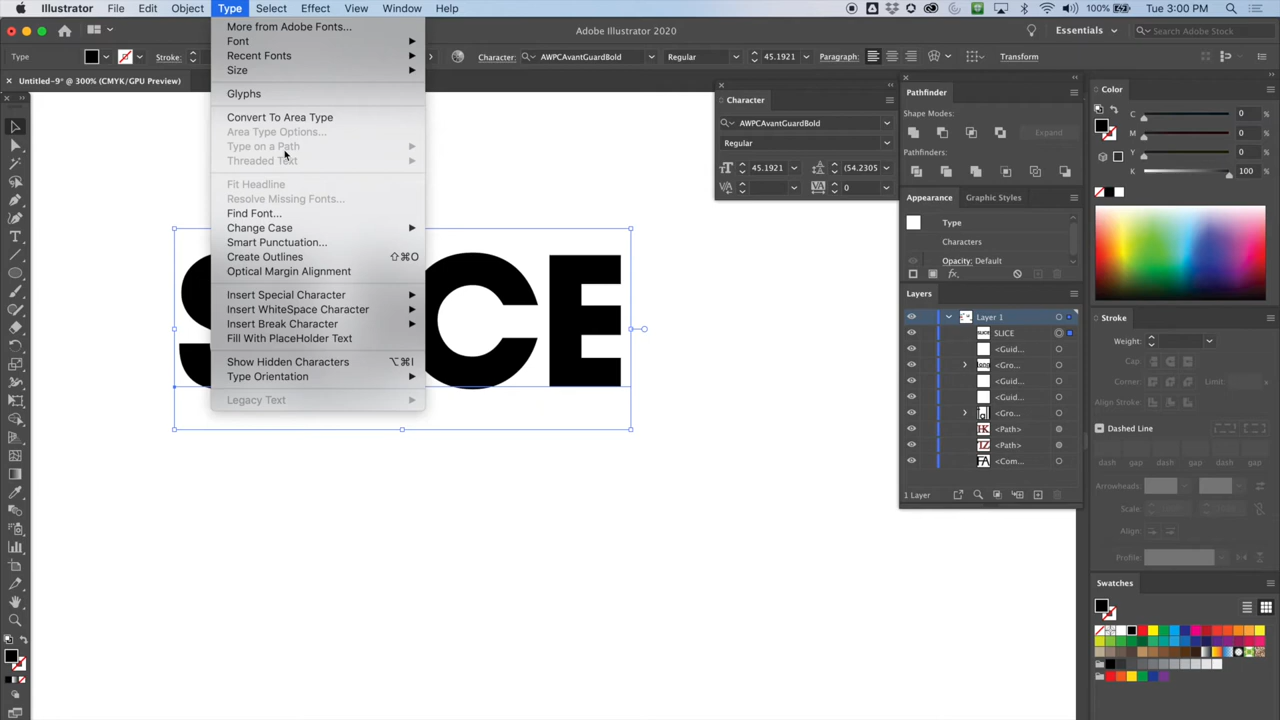 Illustrator File Edit Object Type Select Effect View Window Help 100% Tue 3:00 PM
Adobe Illustrator 2020 Essentials Search Adobe Stock
Type Stroke: Character: AWPCAvantGuardBold Regular 45.1921 Paragraph: Transform
Untitled-9* @ 300% (CMYK/GPU Preview)
More from Adobe Fonts...
Font
Recent Fonts
Size
Glyphs
Convert To Area Type
Area Type Options...
Type on a Path
Threaded Text
Fit Headline
Resolve Missing Fonts...
Find Font...
Change Case
Smart Punctuation...
Create Outlines ⇧⌘O
Optical Margin Alignment
Insert Special Character
Insert WhiteSpace Character
Insert Break Character
Fill With PlaceHolder Text
Show Hidden Characters ⌥⌘I
Type Orientation
Legacy Text
S CE
Character
AWPCAvantGuardBold
Regular
45.1921 (54.2305
0
Pathfinder
Shape Modes:
Expand
Pathfinders:
Appearance Graphic Styles
Type
Characters
Opacity: Default
fx
Layers
Layer 1
SLICE
<Guid...
<Gro...
<Guid...
<Guid...
<Gro...
<Path>
<Path>
<Com...
1 Layer
Color
C 0 %
M 0 %
Y 0 %
K 100 %
Stroke
Weight:
Cap:
Corner: Limit:
Align Stroke:
Dashed Line
dash gap dash gap dash gap
Arrowheads:
Scale:
Align:
Profile:
Swatches